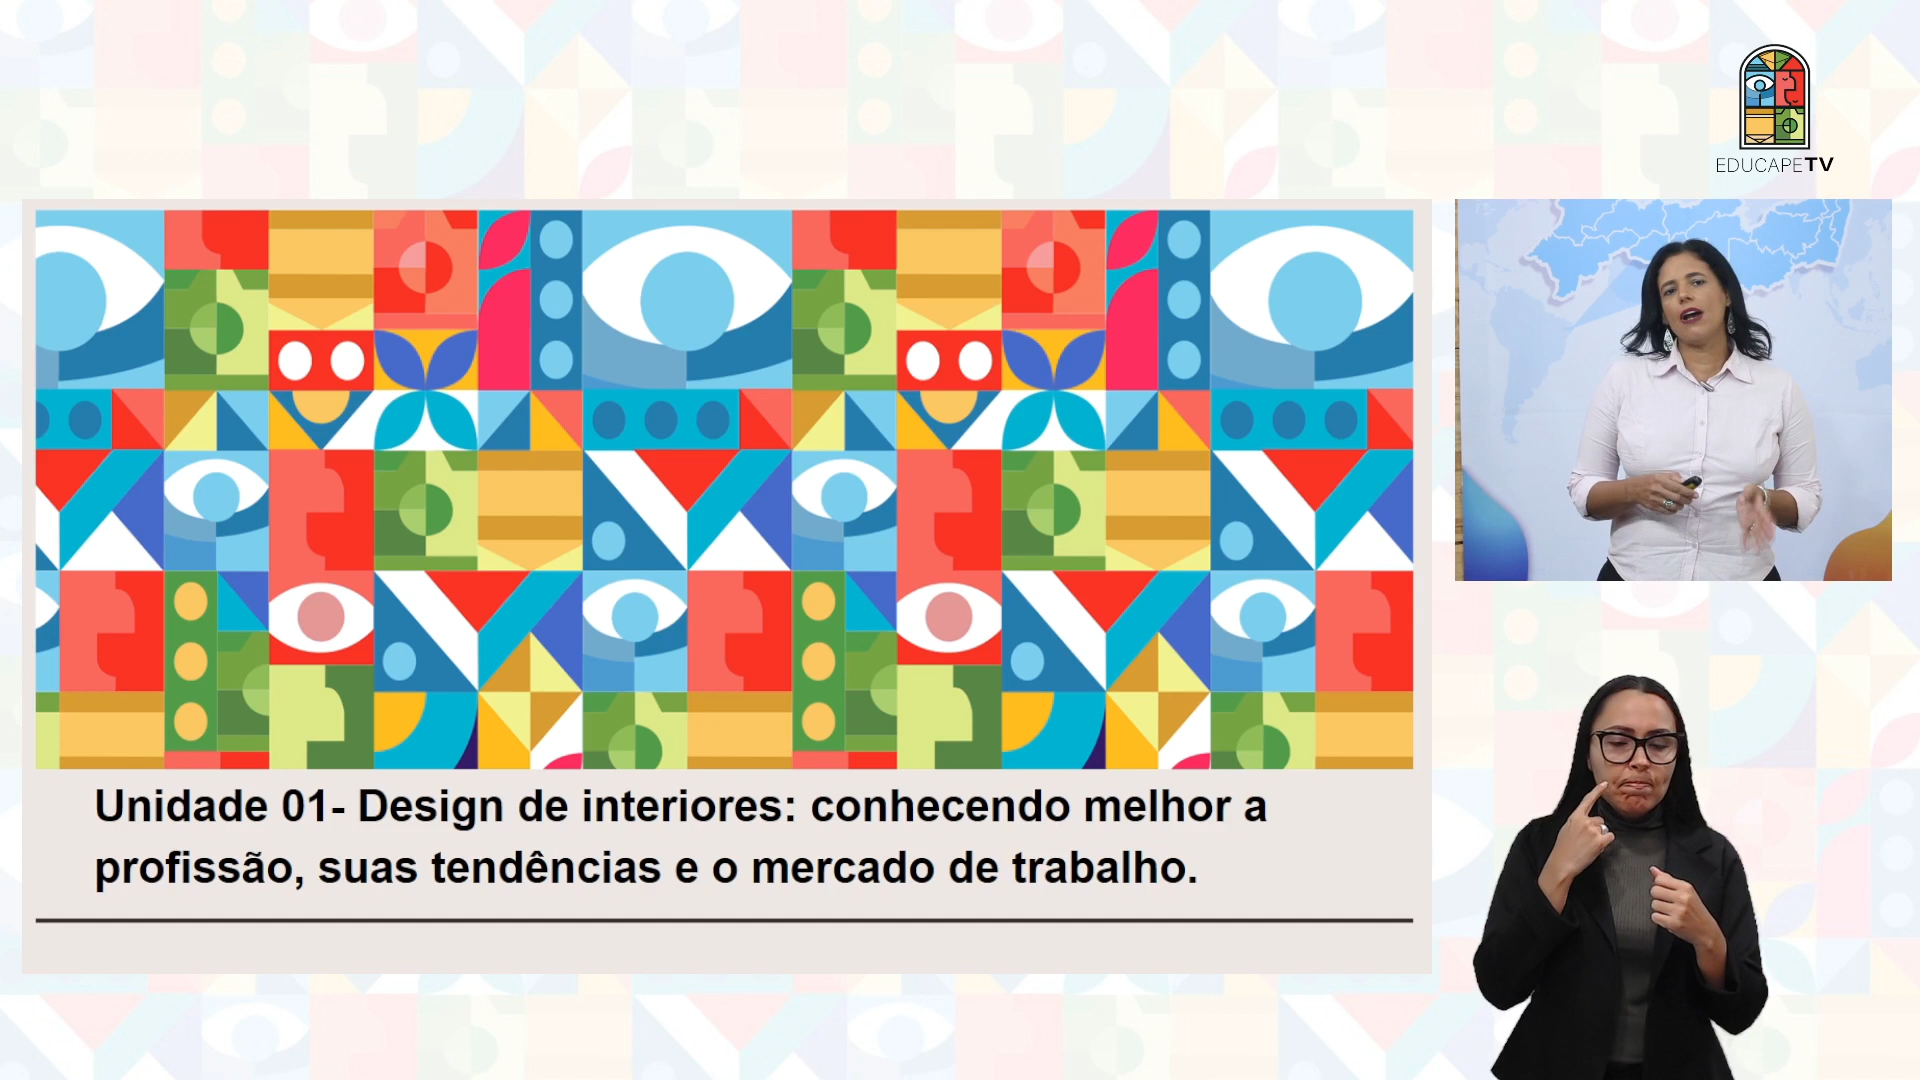 EDUCAPETV
Unidade 01- Design de interiores: conhecendo melhor a
profissão, suas tendências e o mercado de trabalho.